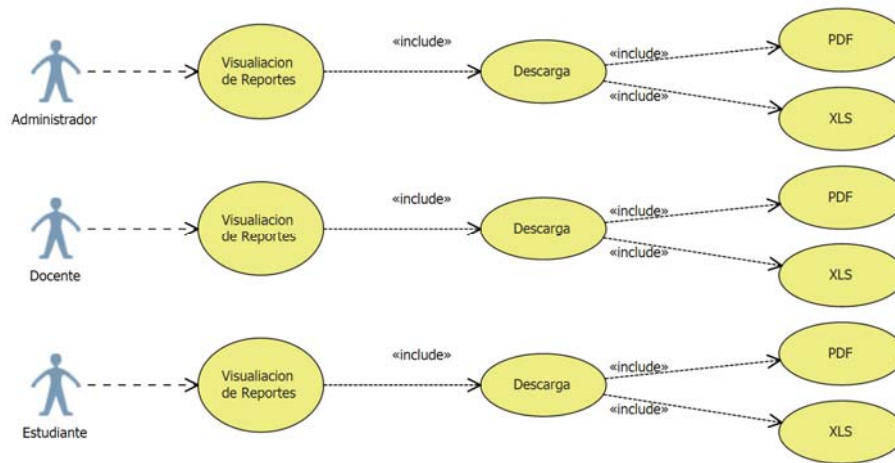 «include»
PDF
Visualiacion
de Reportes
Descarga
«include»
«include»
XLS
Administrador
«include»
PDF
Visualiacion
de Reportes
Descarga
«include»
«include»
XLS
Docente
«include»
PDF
Visualiacion
de Reportes
Descarga
«include»
«include»
XLS
Estudiante